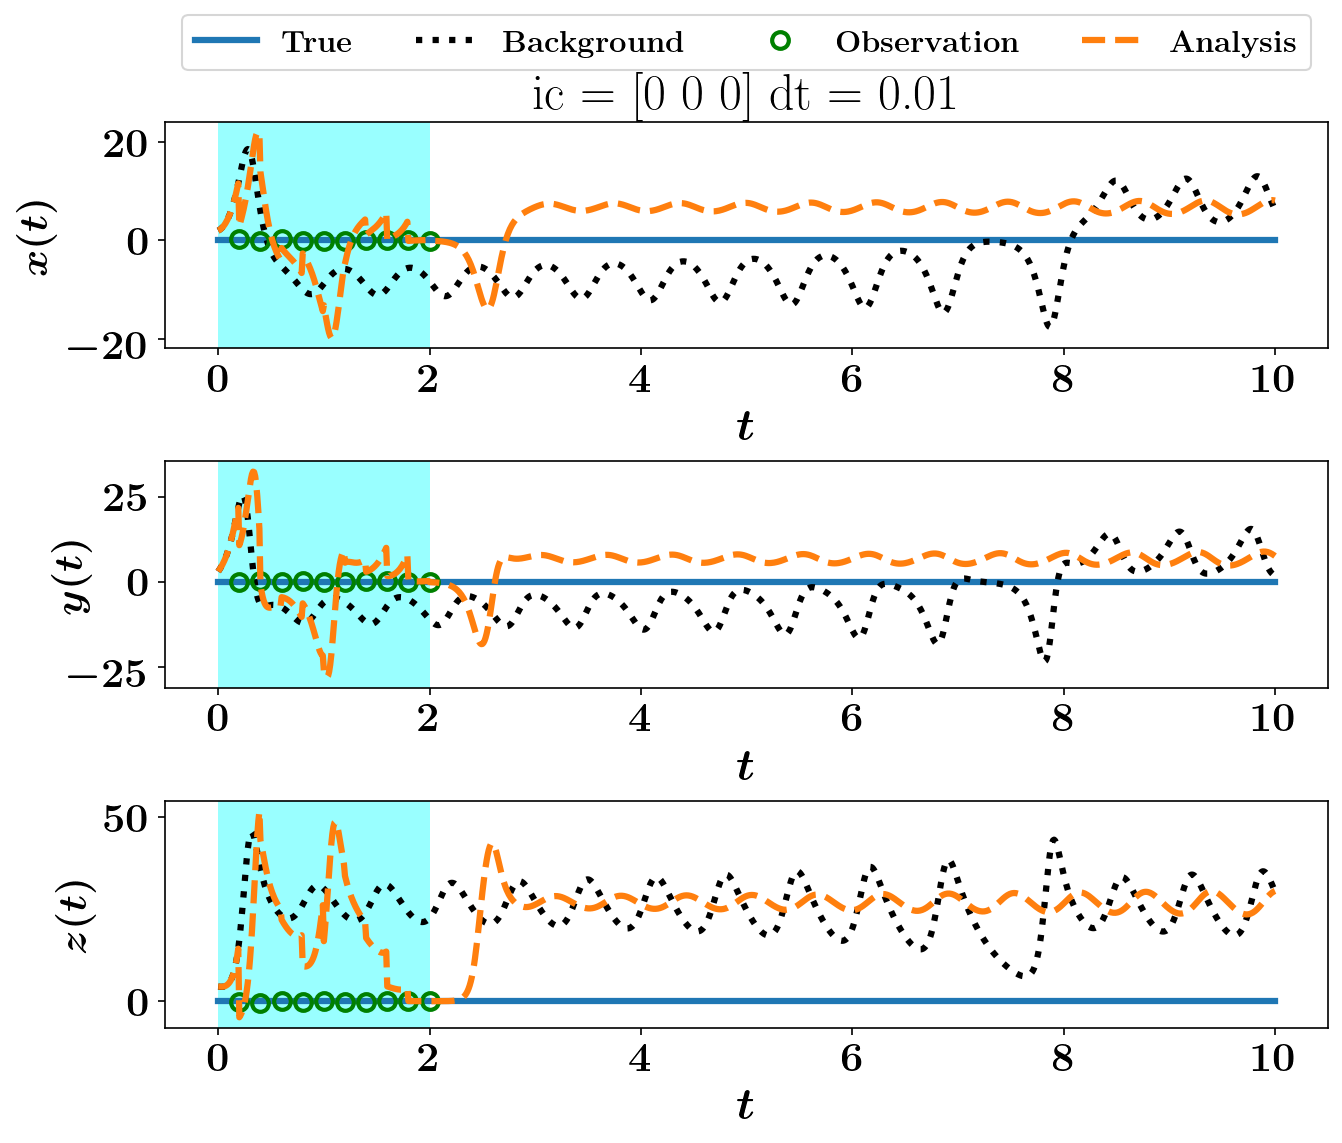 True Background Observation Analysis
ic = [0 0 0] dt = 0.01
20
0
−20
x(t)
0 2 4 6 8 10
t
25
0
−25
y(t)
0 2 4 6 8 10
t
50
0
z(t)
0 2 4 6 8 10
t